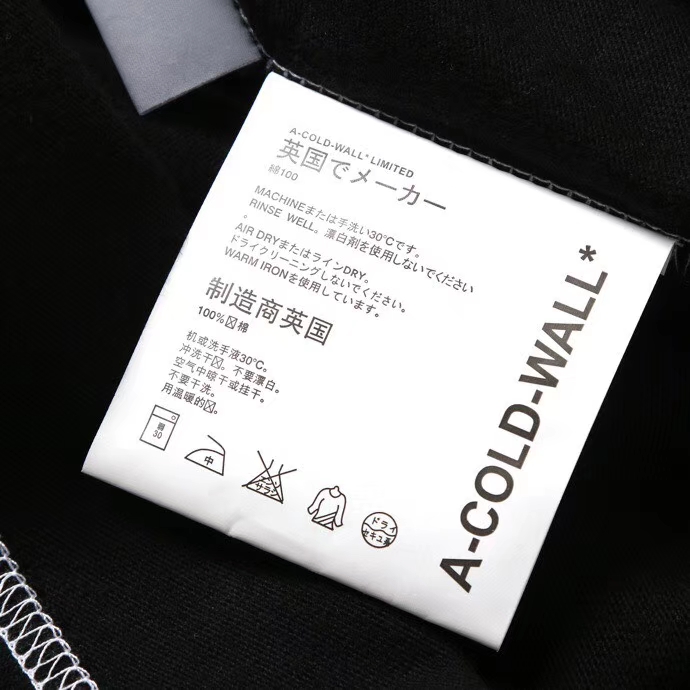 A-COLD-WALL* LIMITED
英国でメーカー
綿100
MACHINEまたは手洗い30℃です。
RINSE WELL。漂白剤を使用しないでください
。
AIR DRYまたはラインDRY。
ドライクリーニングしないでください。
WARM IRONを使用しています。
制造商英国
100%☒棉
机或洗手液30℃。
冲洗干☒。不要漂白。
空气中晾干或挂干。
不要干洗。
用温暖的☒。
30
中
サラシ
ドライ
A-COLD-WALL*